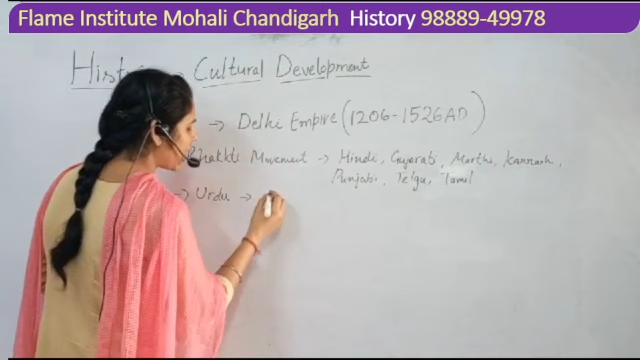 Flame Institute Mohali Chandigarh History 98889-49978
Cultural Development
→ Delhi Empire (1206-1526AD)
Bhakti Movement → Hindi, Gujarati, Marthi, Kannash,
Punjabi, Telgu, Tamil
→ Urdu →